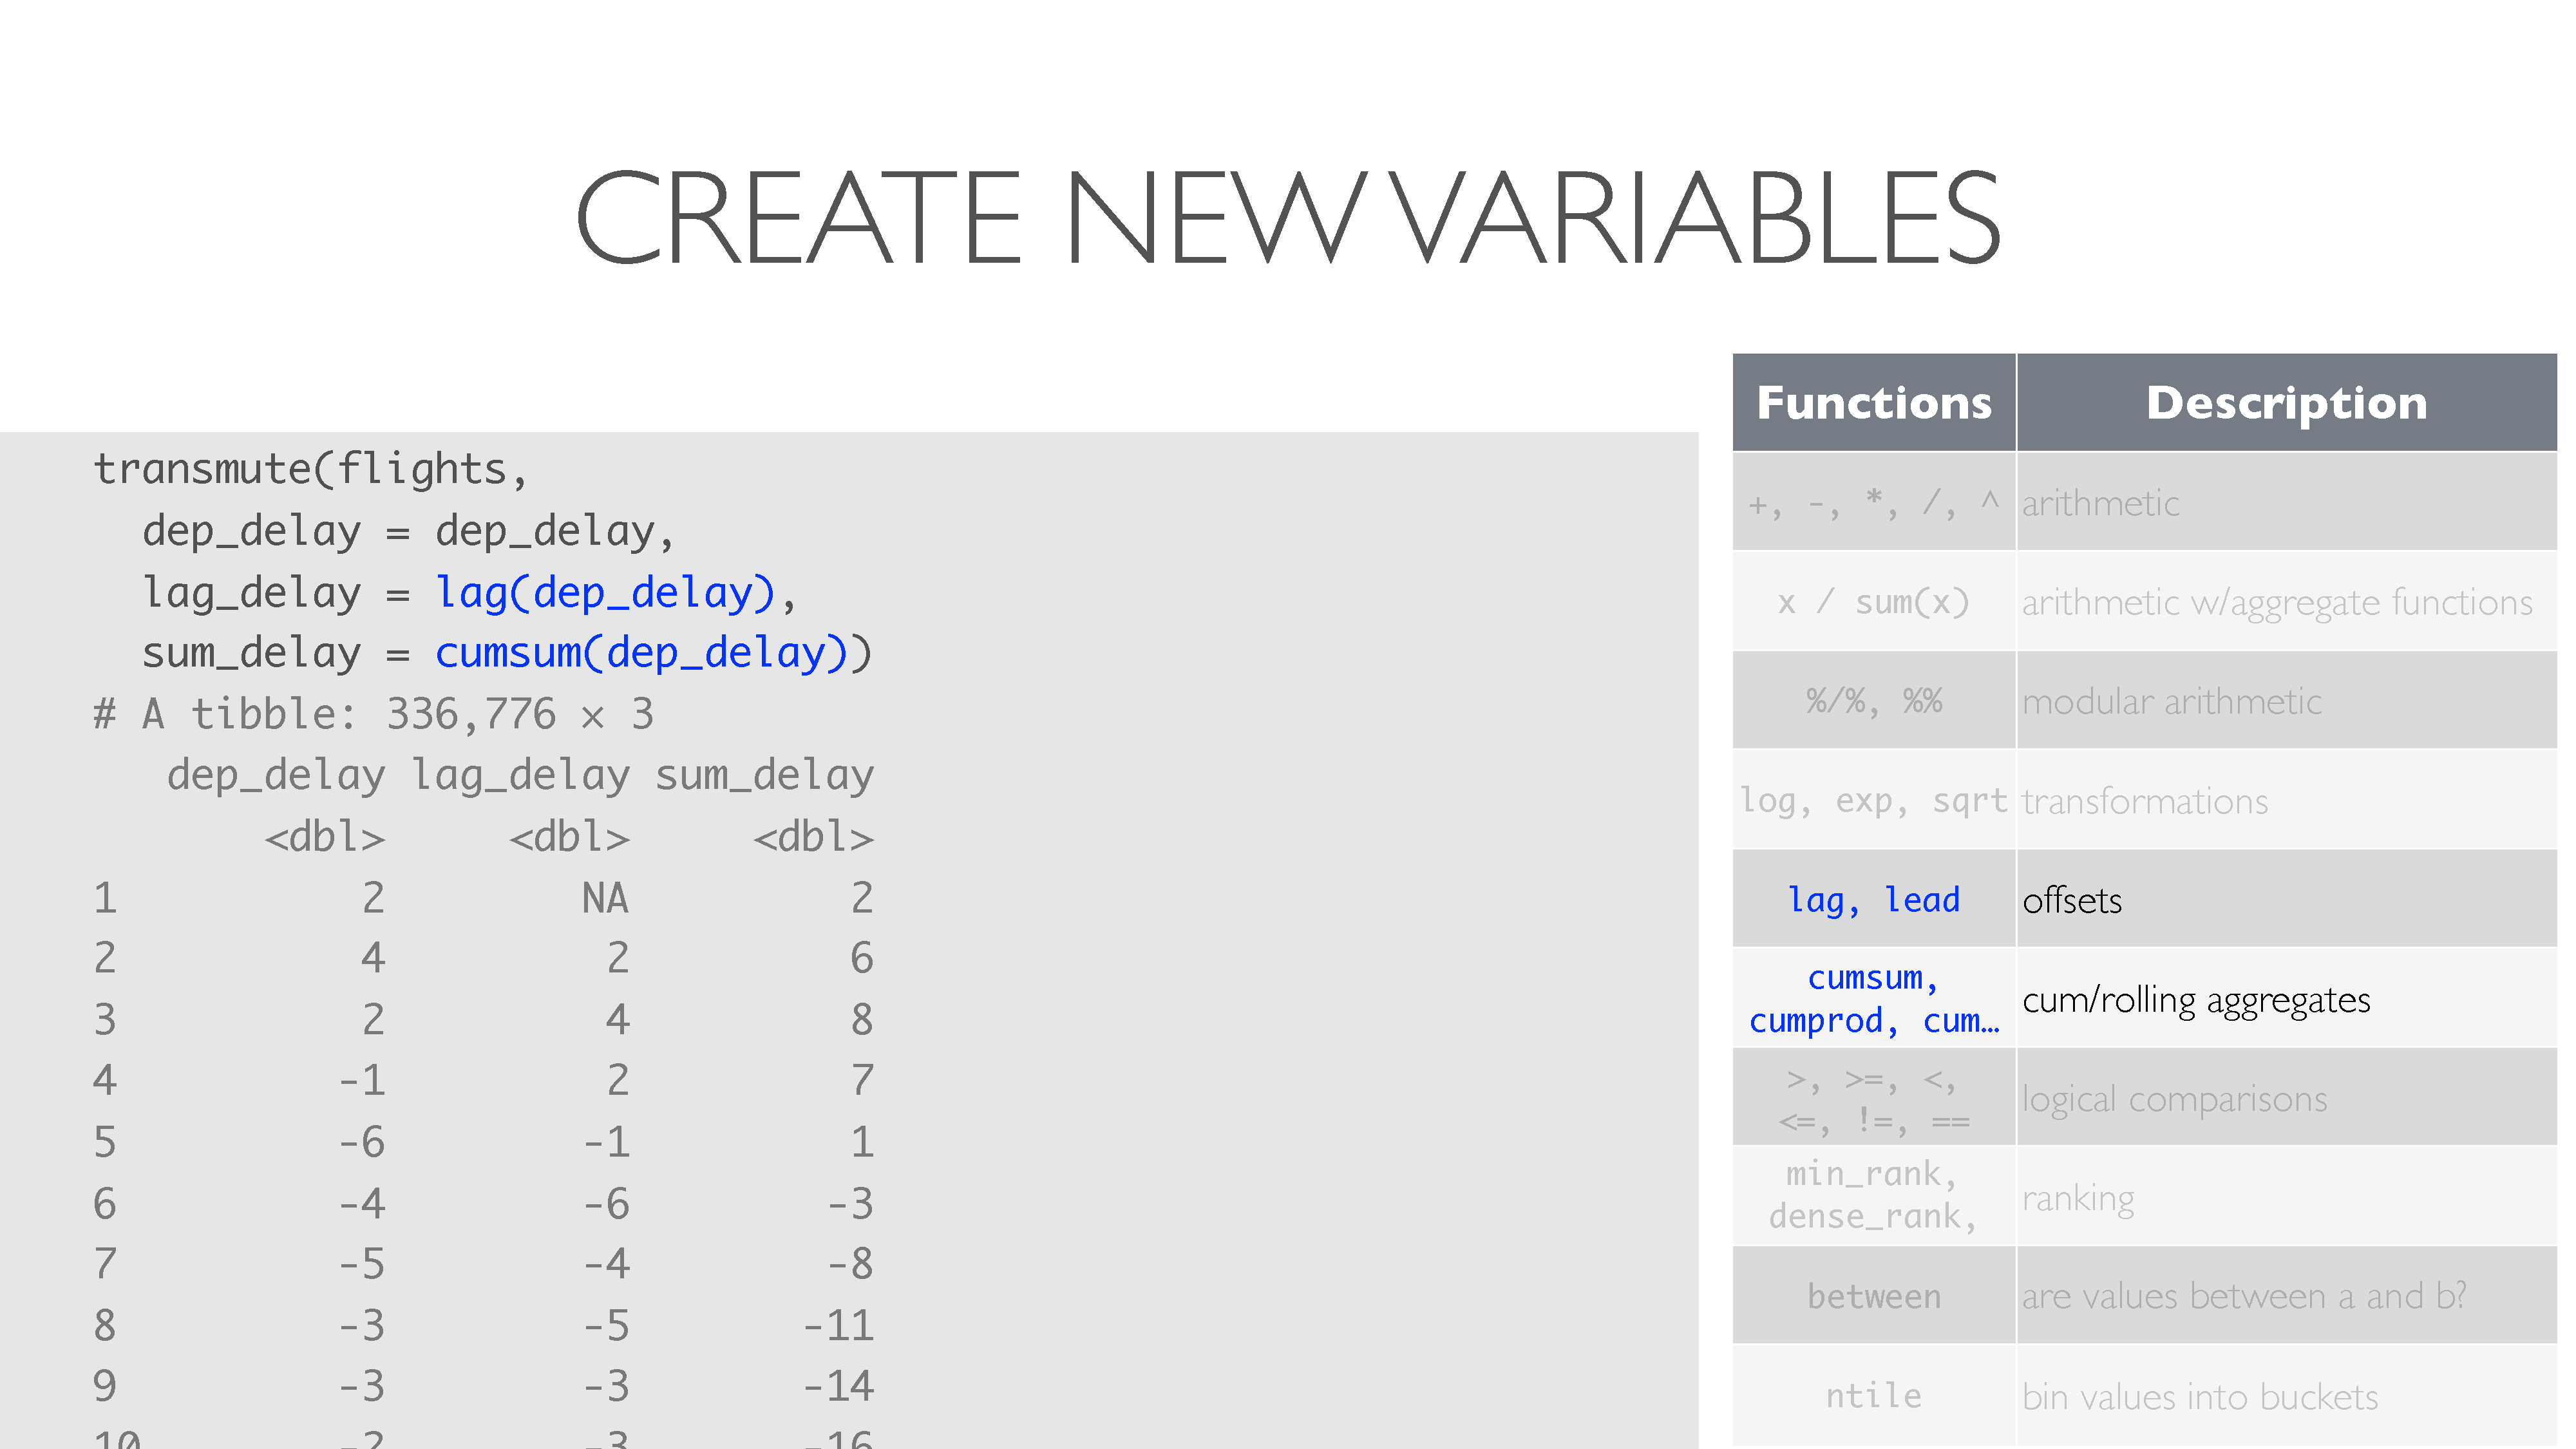 CREATE NEW VARIABLES
transmute(flights,
dep_delay = dep_delay,
lag_delay = lag(dep_delay),
sum_delay = cumsum(dep_delay))
# A tibble: 336,776 × 3
dep_delay lag_delay sum_delay
<dbl> <dbl> <dbl>
1 2 NA 2
2 4 2 6
3 2 4 8
4 -1 2 7
5 -6 -1 1
6 -4 -6 -3
7 -5 -4 -8
8 -3 -5 -11
9 -3 -3 -14
10 -2 -3 -16
Functions Description
+, -, *, /, ^ arithmetic
x / sum(x) arithmetic w/aggregate functions
%/%, %% modular arithmetic
log, exp, sqrt transformations
lag, lead offsets
cumsum,
cumprod, cum… cum/rolling aggregates
>, >=, <,
<=, !=, == logical comparisons
min_rank,
dense_rank, ranking
between are values between a and b?
ntile bin values into buckets